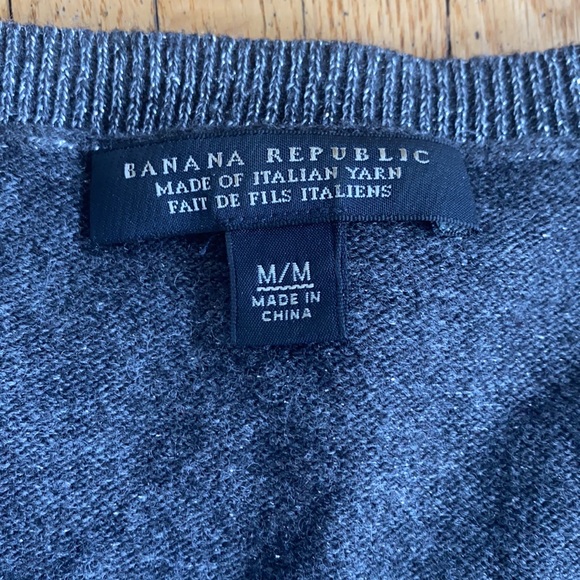 BANANA REPUBLIC
MADE OF ITALIAN YARN
FAIT DE FILS ITALIENS
M/M
MADE IN
CHINA